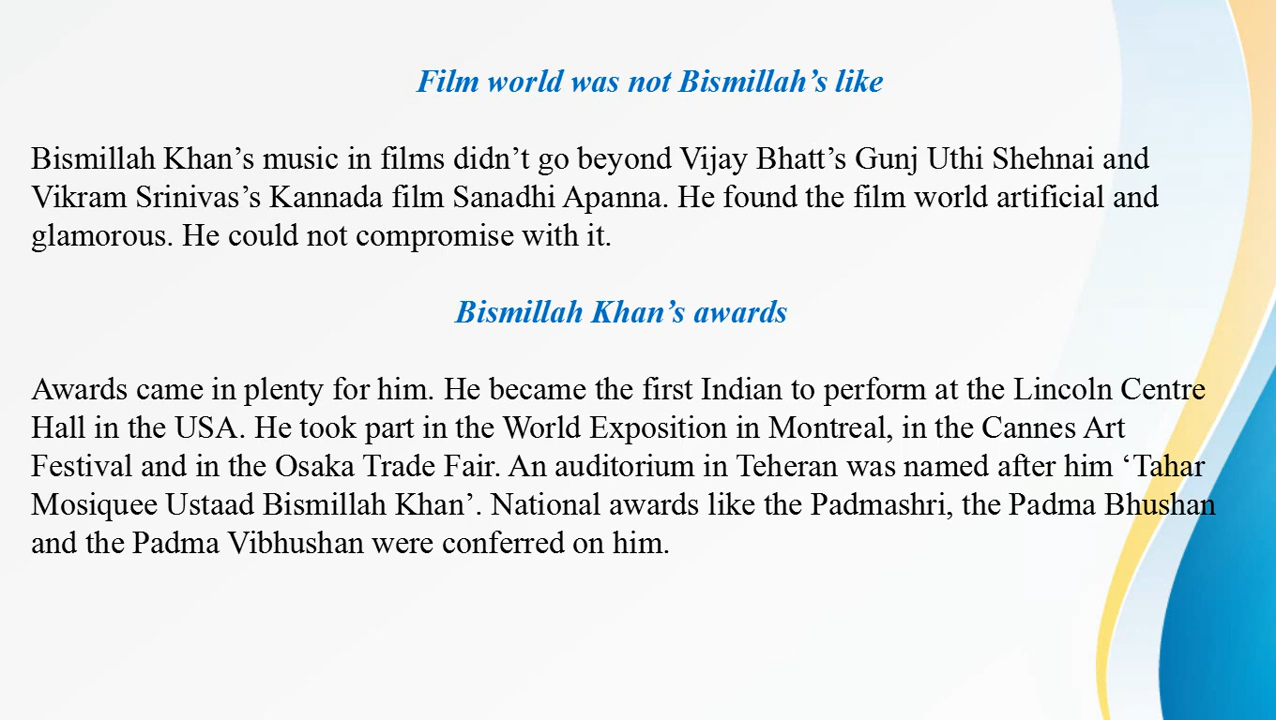 Film world was not Bismillah’s like
Bismillah Khan’s music in films didn’t go beyond Vijay Bhatt’s Gunj Uthi Shehnai and
Vikram Srinivas’s Kannada film Sanadhi Apanna. He found the film world artificial and
glamorous. He could not compromise with it.
Bismillah Khan’s awards
Awards came in plenty for him. He became the first Indian to perform at the Lincoln Centre
Hall in the USA. He took part in the World Exposition in Montreal, in the Cannes Art
Festival and in the Osaka Trade Fair. An auditorium in Teheran was named after him ‘Tahar
Mosiquee Ustaad Bismillah Khan’. National awards like the Padmashri, the Padma Bhushan
and the Padma Vibhushan were conferred on him.